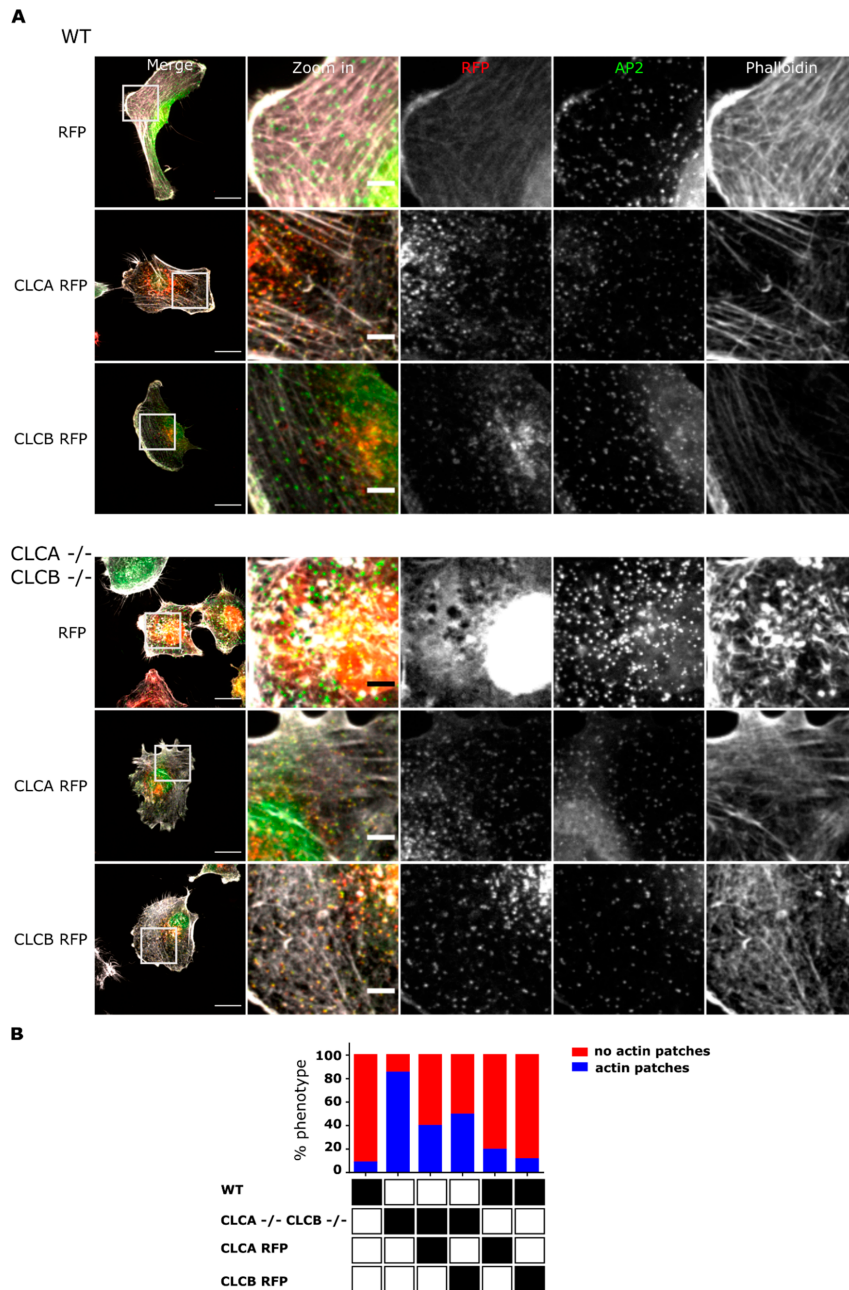 A
WT
Merge Zoom in RFP AP2 Phalloidin
RFP
CLCA RFP
CLCB RFP
CLCA -/-
CLCB -/-
RFP
CLCA RFP
CLCB RFP
B
100
80
60
40
20
0
% phenotype
no actin patches
actin patches
WT
CLCA -/- CLCB -/-
CLCA RFP
CLCB RFP